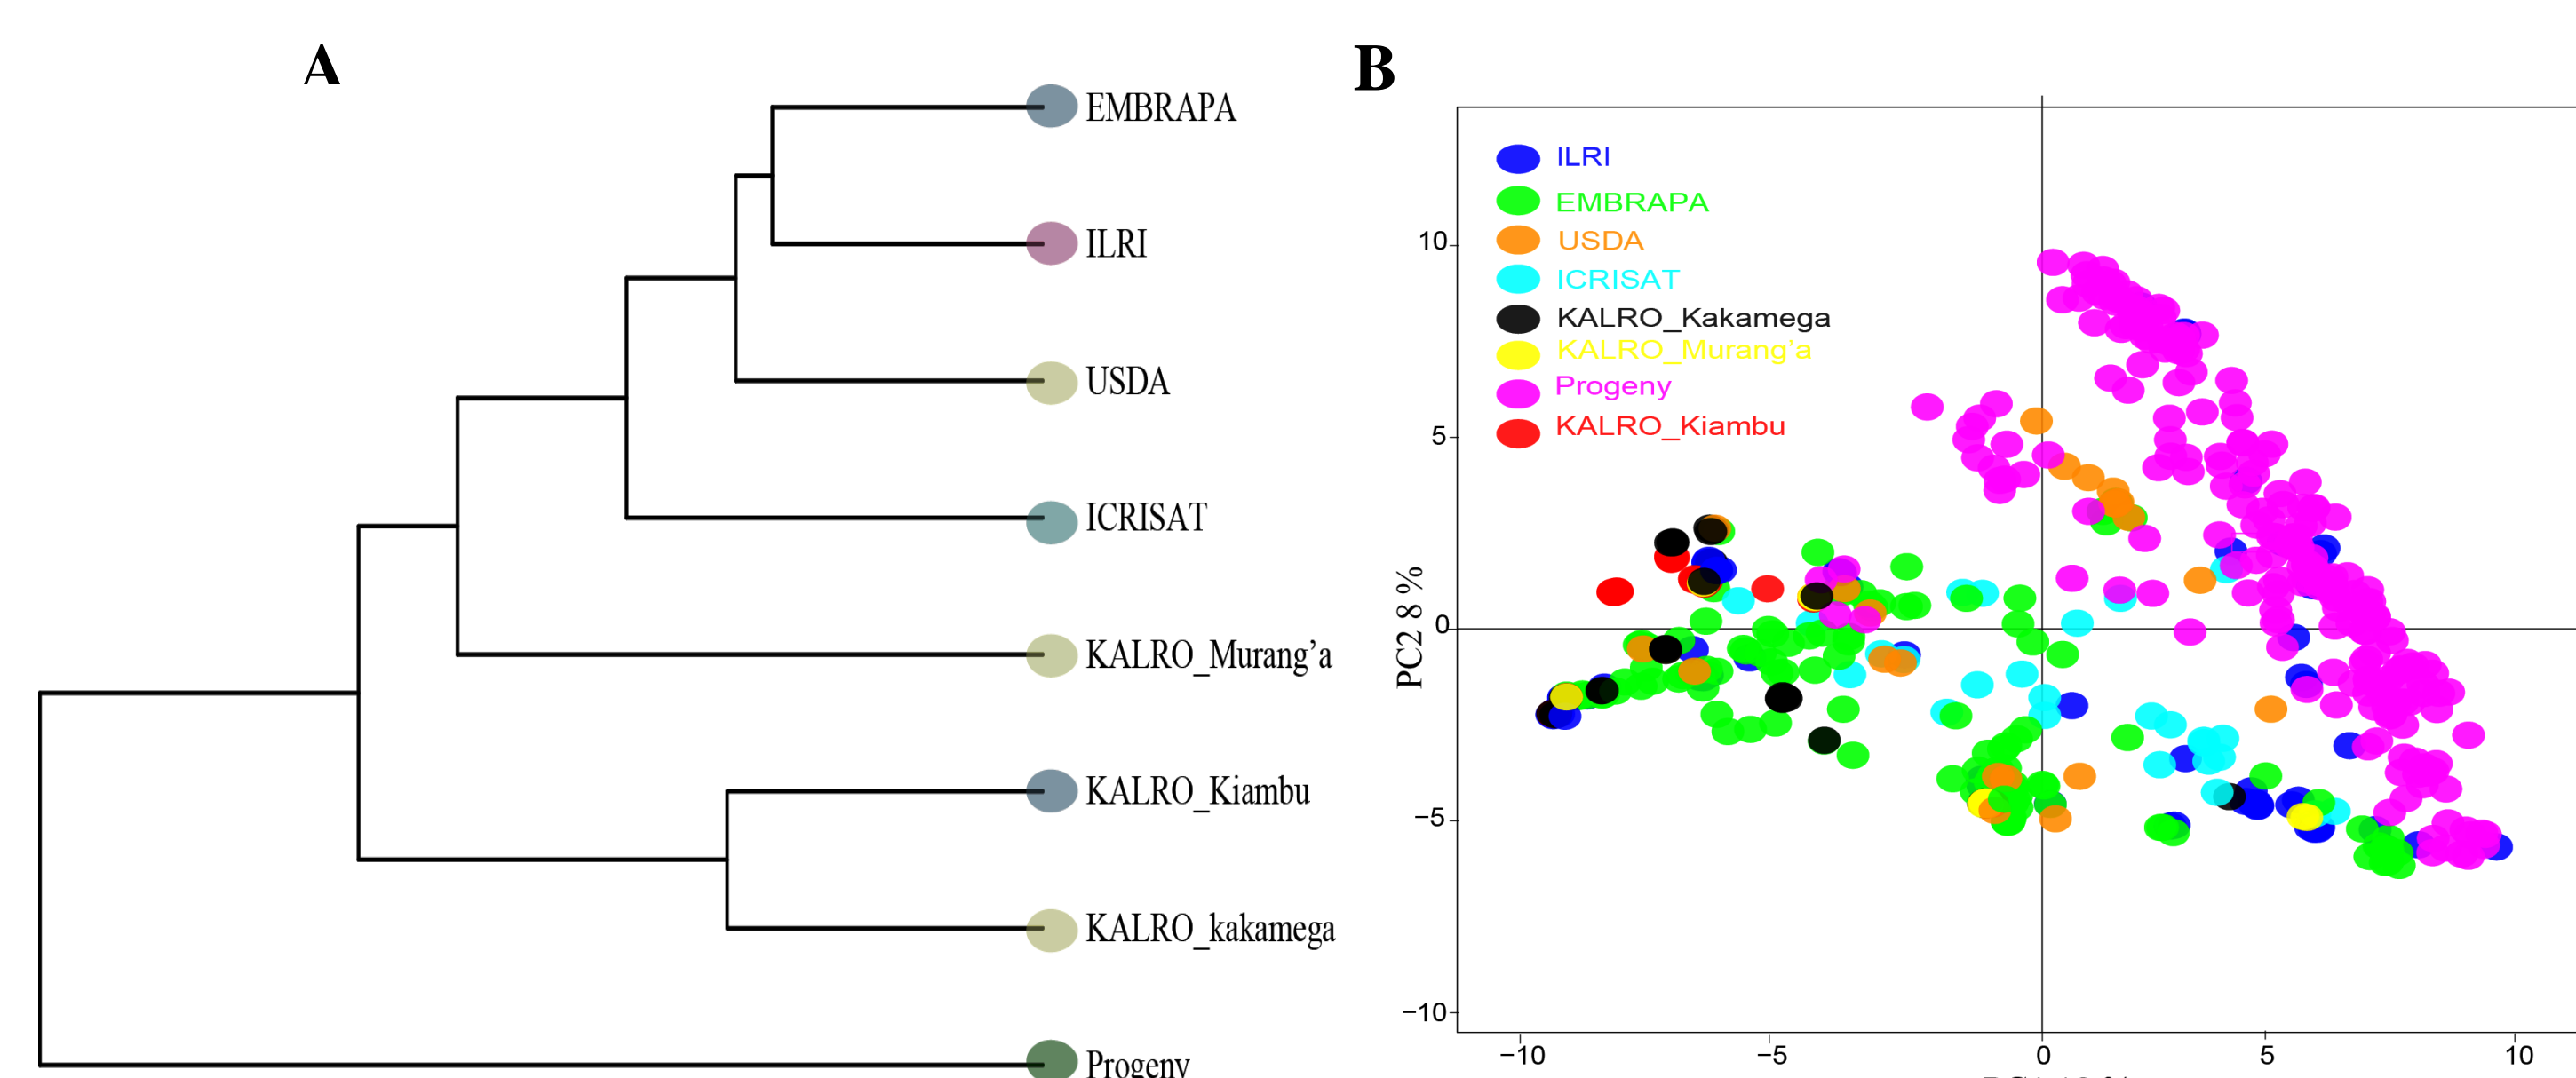 A
EMBRAPA
ILRI
USDA
ICRISAT
KALRO_Murang’a
KALRO_Kiambu
KALRO_kakamega
Progeny
B
ILRI
EMBRAPA
USDA
ICRISAT
KALRO_Kakamega
KALRO_Murang’a
Progeny
KALRO_Kiambu
PC2 8 %
10
5
0
−5
−10
−10
−5
0
5
10